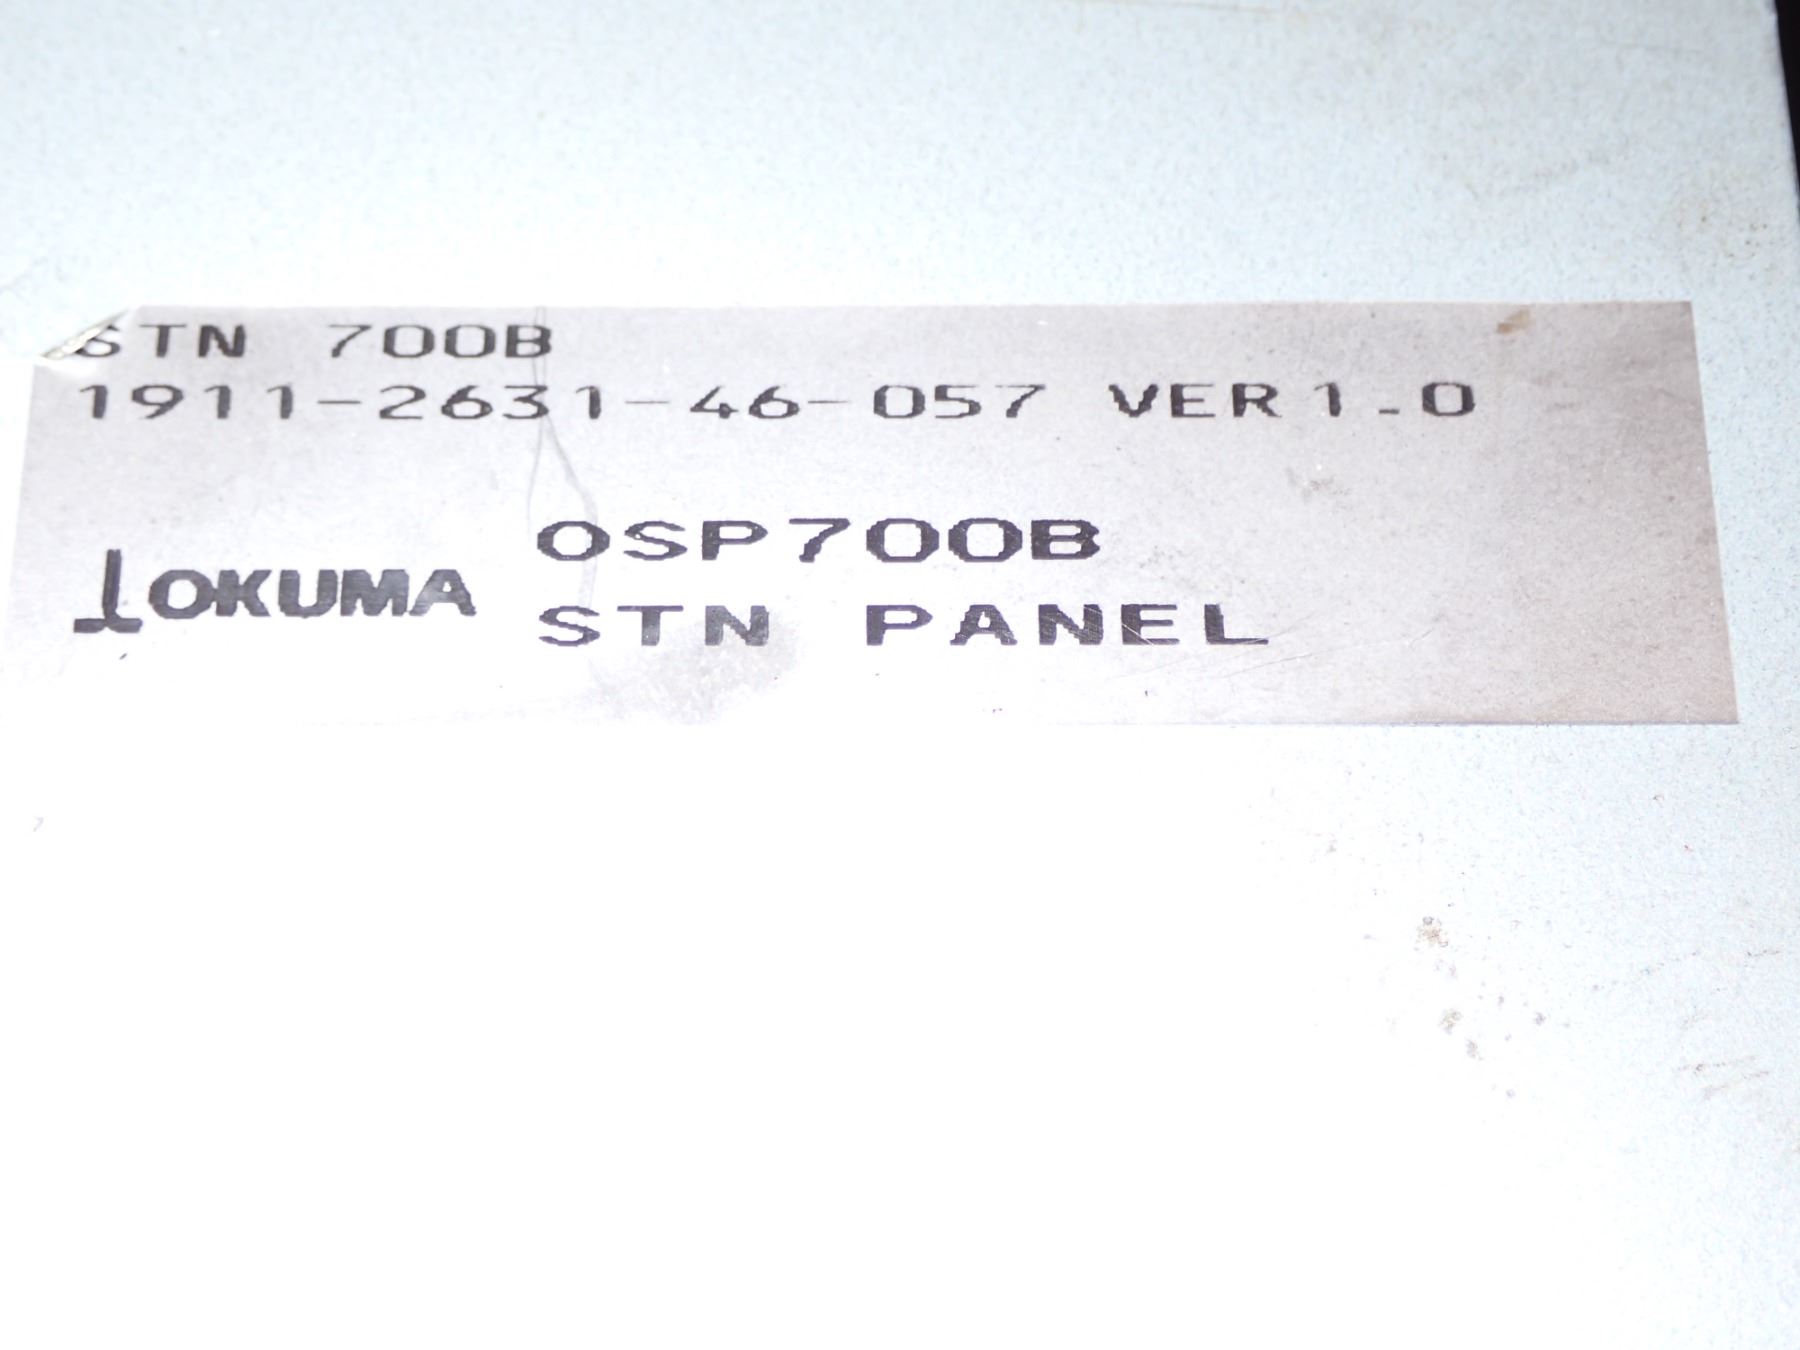 STN 700B
1911-2631-46-057 VER1.0
OKUMA
OSP700B
STN PANEL